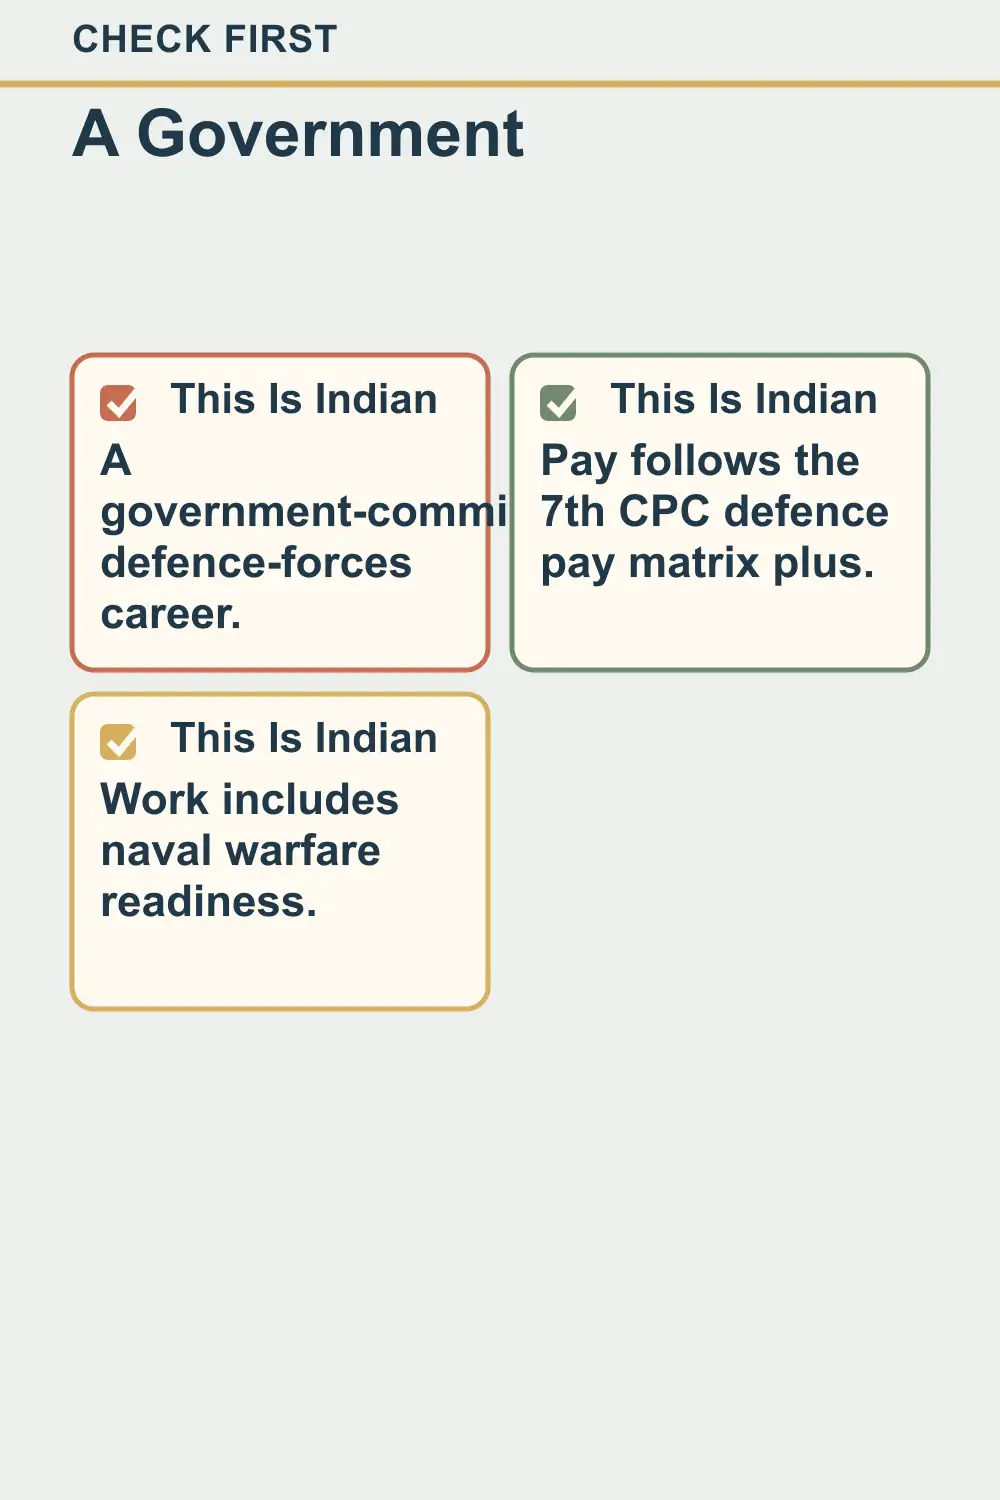 CHECK FIRST
A Government
This Is Indian
A
government-commi
defence-forces
career.
This Is Indian
Pay follows the
7th CPC defence
pay matrix plus.
This Is Indian
Work includes
naval warfare
readiness.